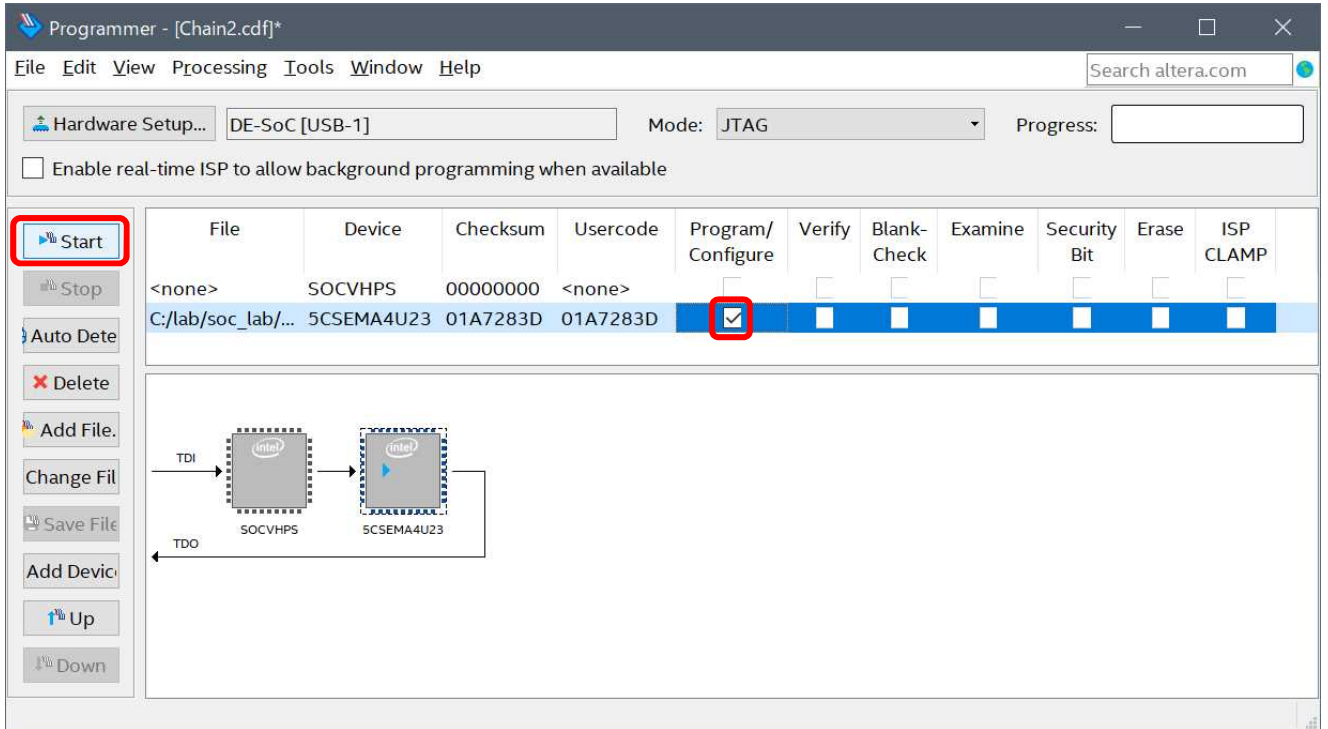 Programmer - [Chain2.cdf]*
File Edit View Processing Tools Window Help
Search altera.com
Hardware Setup... DE-SoC [USB-1] Mode: JTAG Progress:
Enable real-time ISP to allow background programming when available
Start
Stop
Auto Dete
Delete
Add File.
Change Fil
Save File
Add Devic
Up
Down
File Device Checksum Usercode Program/ Configure Verify Blank- Check Examine Security Bit Erase ISP CLAMP
<none> SOCVHPS 00000000 <none>
C:/lab/soc_lab/... 5CSEMA4U23 01A7283D 01A7283D
intel
intel
TDI
SOCVHPS
5CSEMA4U23
TDO